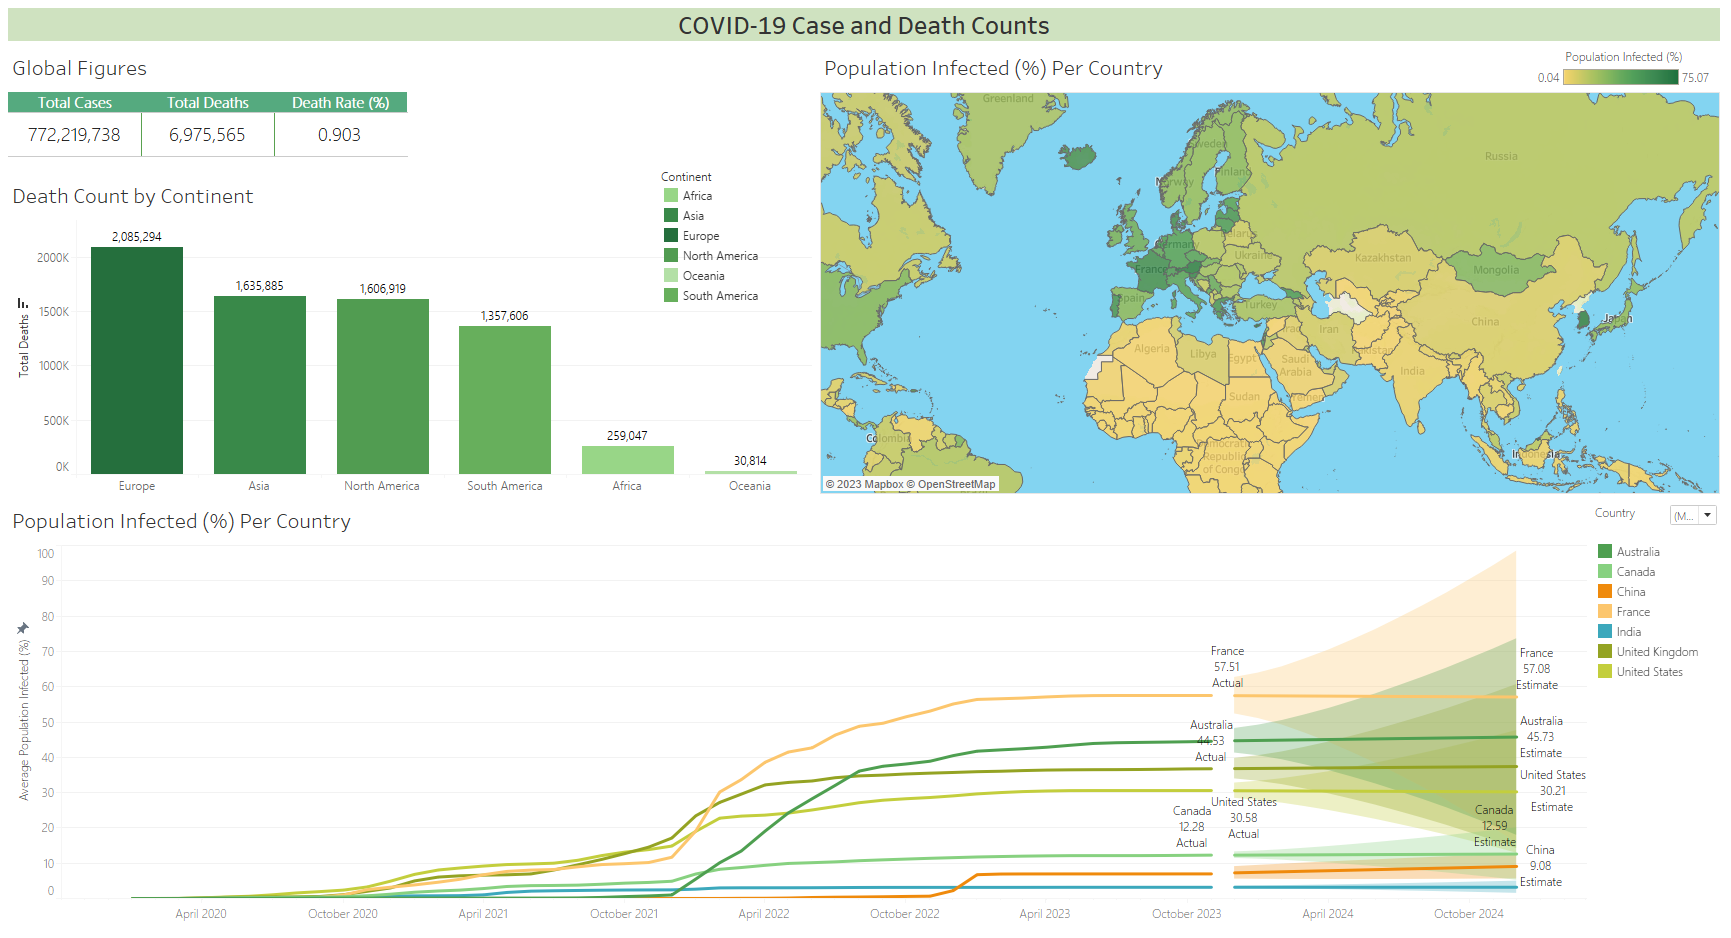 COVID-19 Case and Death Counts
Global Figures
Total Cases Total Deaths Death Rate (%)
772,219,738 6,975,565 0.903
Death Count by Continent
Continent
Africa
Asia
Europe
North America
Oceania
South America
Total Deaths
2000K
1500K
1000K
500K
0K
2,085,294
1,635,885
1,606,919
1,357,606
259,047
30,814
Europe Asia North America South America Africa Oceania
Population Infected (%) Per Country
Population Infected (%)
0.04 75.07
Greenland
Russia
Sweden
Finland
Norway
Belarus
Germany
Ukraine
Kazakhstan
France
Mongolia
Spain
Turkey
Japan
China
Iraq
Iran
Algeria
Libya
Egypt
Pakistan
Saudi
Arabia
India
Sudan
Yemen
Colombia
Democratic
Republic
of Congo
Indonesia
© 2023 Mapbox © OpenStreetMap
Population Infected (%) Per Country
Country
(M...
Australia
Canada
China
France
India
United Kingdom
United States
Average Population Infected (%)
100
90
80
70
60
50
40
30
20
10
0
France
57.51
Actual
Australia
44.53
Actual
United States
30.58
Actual
Canada
12.28
Actual
France
57.08
Estimate
Australia
45.73
Estimate
United States
30.21
Estimate
Canada
12.59
Estimate
China
9.08
Estimate
April 2020 October 2020 April 2021 October 2021 April 2022 October 2022 April 2023 October 2023 April 2024 October 2024